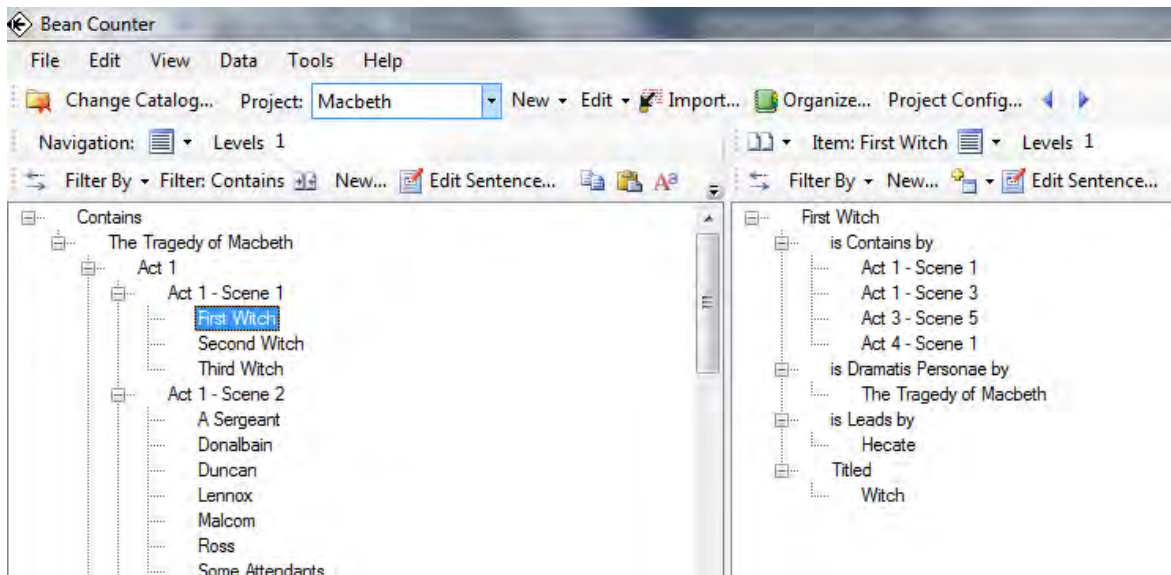 Bean Counter
File Edit View Data Tools Help
Change Catalog... Project: Macbeth New Edit Import... Organize... Project Config...
Navigation: Levels 1
Item: First Witch Levels 1
Filter By Filter: Contains New... Edit Sentence...
Filter By New... Edit Sentence...
Contains
The Tragedy of Macbeth
Act 1
Act 1 - Scene 1
First Witch
Second Witch
Third Witch
Act 1 - Scene 2
A Sergeant
Donalbain
Duncan
Lennox
Malcom
Ross
Some Attendants
First Witch
is Contains by
Act 1 - Scene 1
Act 1 - Scene 3
Act 3 - Scene 5
Act 4 - Scene 1
is Dramatis Personae by
The Tragedy of Macbeth
is Leads by
Hecate
Titled
Witch